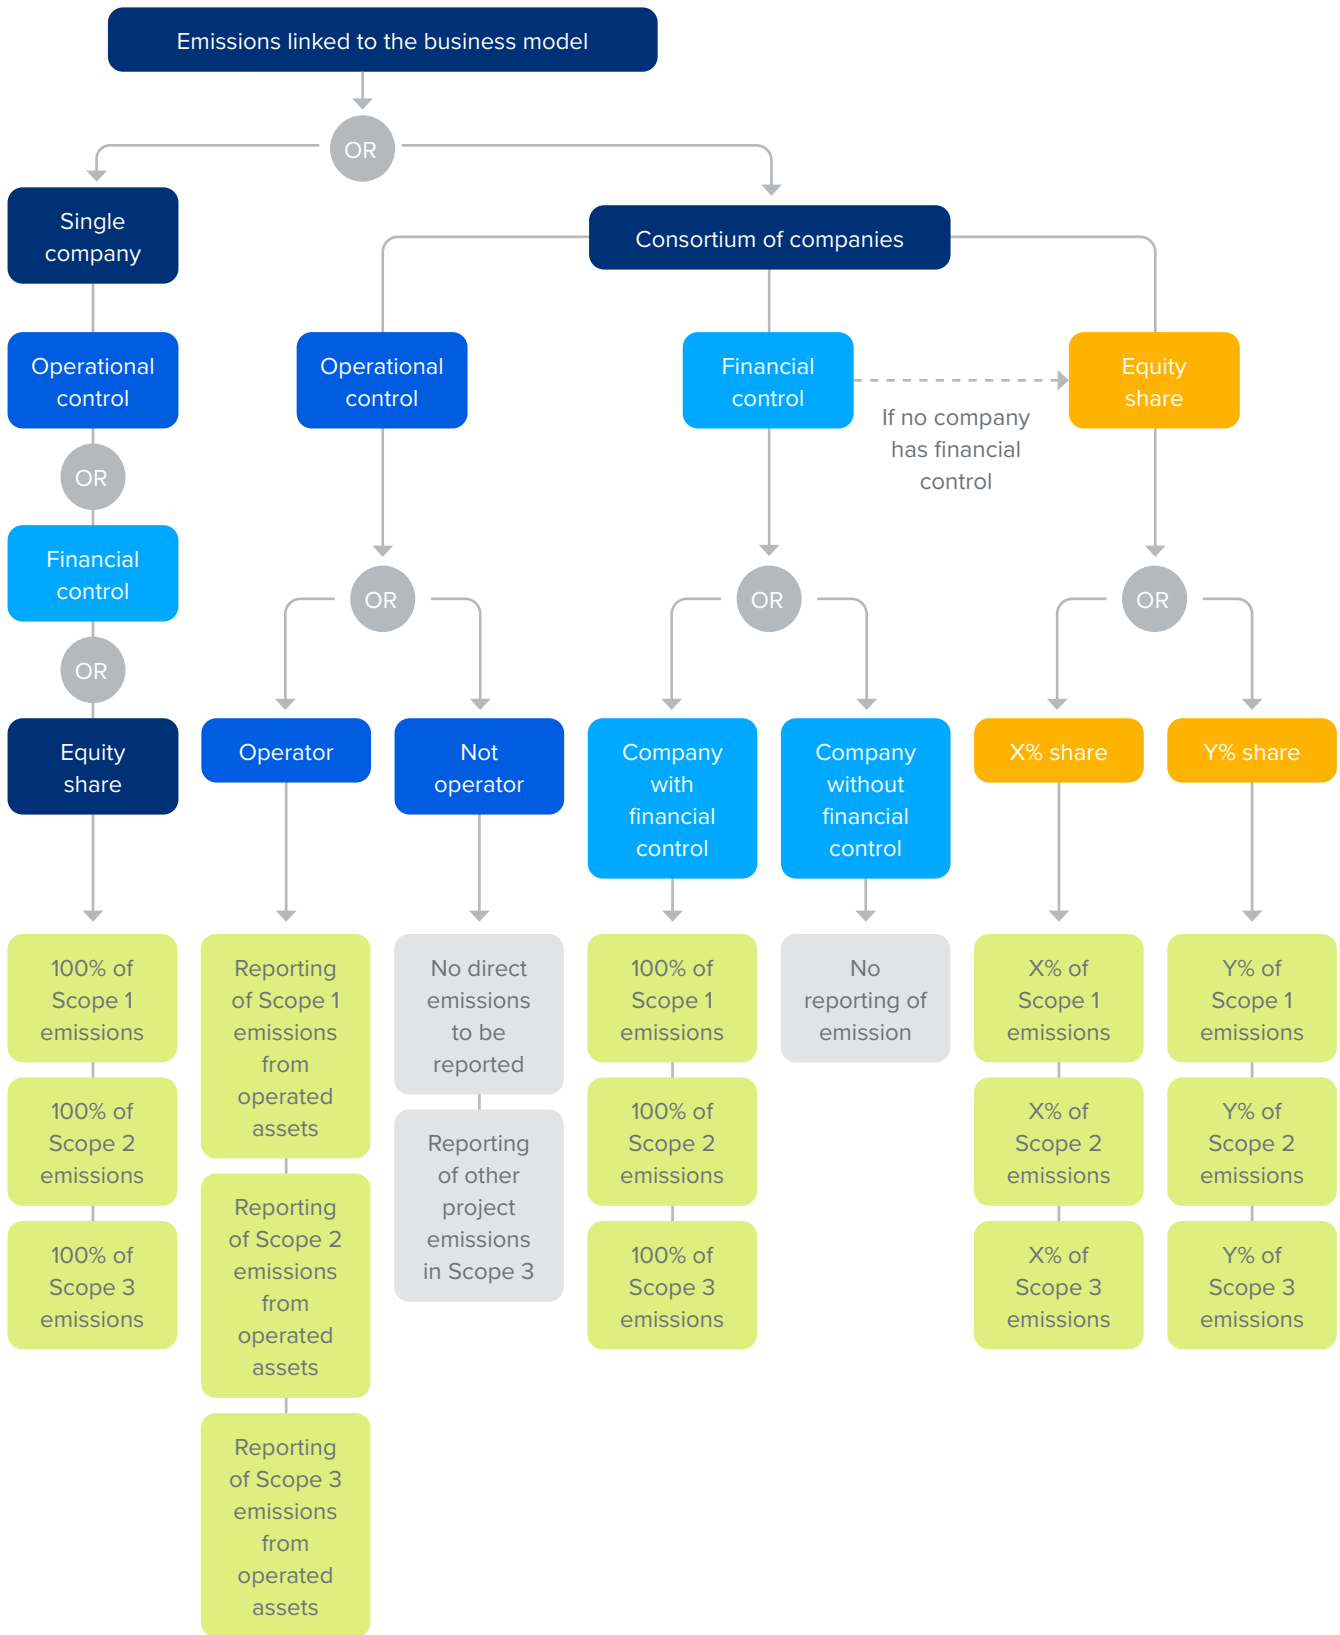 Emissions linked to the business model
OR
Single
company
Consortium of companies
Operational
control
OR
Financial
control
OR
Equity
share
100% of
Scope 1
emissions
100% of
Scope 2
emissions
100% of
Scope 3
emissions
Operational
control
OR
Operator
Reporting
of Scope 1
emissions
from
operated
assets
Reporting
of Scope 2
emissions
from
operated
assets
Reporting
of Scope 3
emissions
from
operated
assets
Not
operator
No direct
emissions
to be
reported
Reporting
of other
project
emissions
in Scope 3
Financial
control
If no company
has financial
control
OR
Company
with
financial
control
100% of
Scope 1
emissions
100% of
Scope 2
emissions
100% of
Scope 3
emissions
Company
without
financial
control
No
reporting of
emission
Equity
share
OR
X% share
X% of
Scope 1
emissions
X% of
Scope 2
emissions
X% of
Scope 3
emissions
Y% share
Y% of
Scope 1
emissions
Y% of
Scope 2
emissions
Y% of
Scope 3
emissions